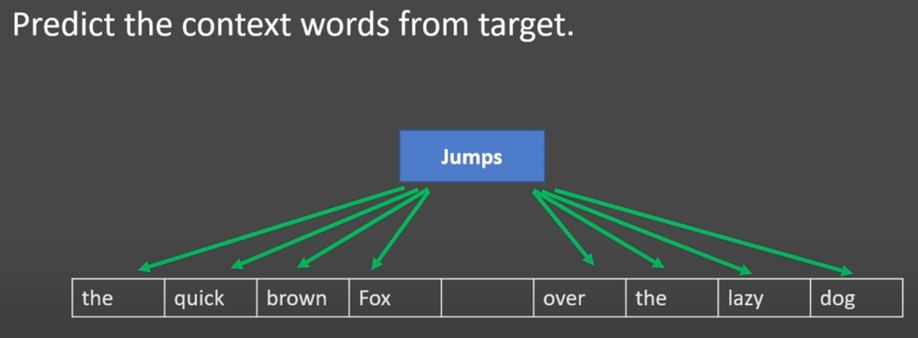 Predict the context words from target.
Jumps
the quick brown Fox over the lazy dog